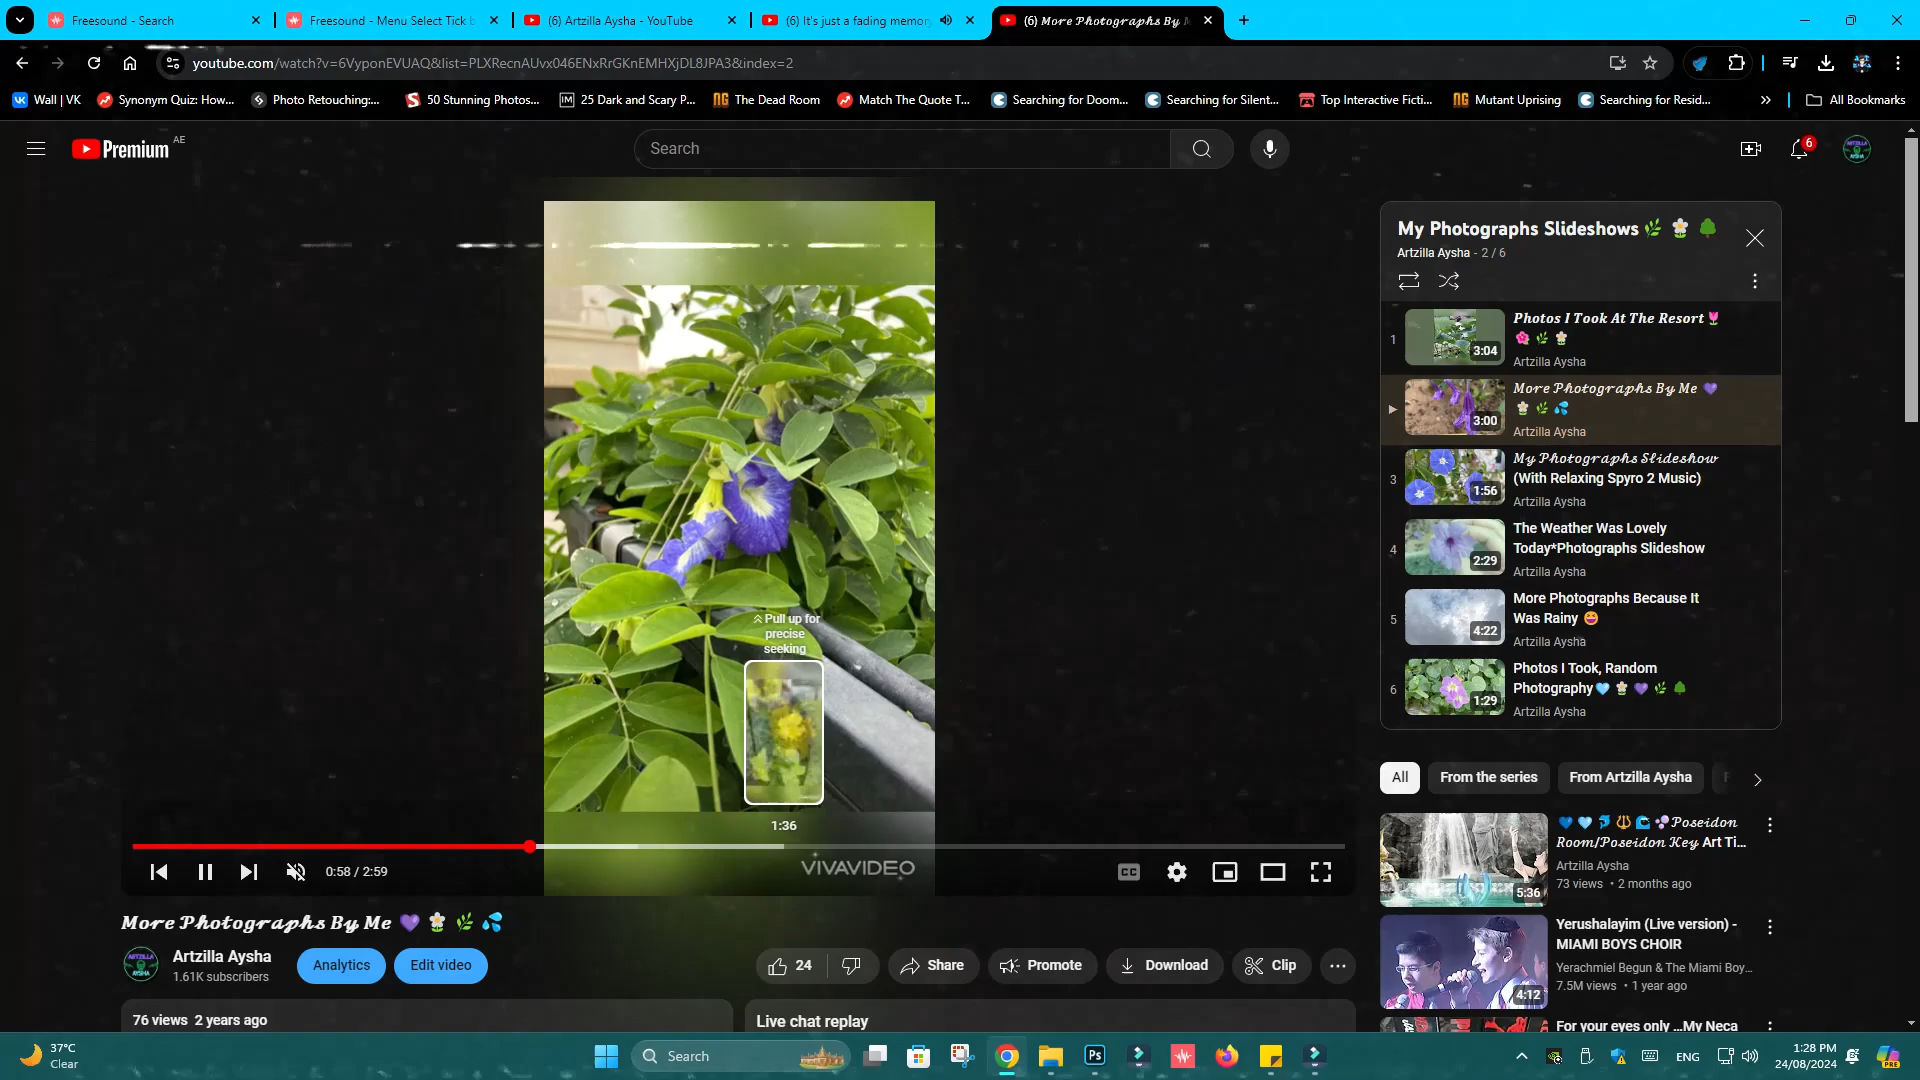 Freesound - Search
Freesound - Menu Select Tick b
(6) Artzilla Aysha - YouTube
(6) It's just a fading memor
(6) More Photographs By M
youtube.com/watch?v=6VyponEVUAQ&list=PLXRecnAUvx046ENxRrGKnEMHXjDL8JPA3&index=2
Wall | VK
Synonym Quiz: How...
Photo Retouching:...
50 Stunning Photos...
25 Dark and Scary P...
The Dead Room
Match The Quote T...
Searching for Doom...
Searching for Silent...
Top Interactive Ficti...
Mutant Uprising
Searching for Resid...
All Bookmarks
Premium AE
Search
6
ARTZILLA AYSHA
My Photographs Slideshows
Artzilla Aysha - 2 / 6
1
Photos I Took At The Resort
3:04
Artzilla Aysha
More Photographs By Me
3:00
Artzilla Aysha
3
My Photographs Slideshow
(With Relaxing Spyro 2 Music)
1:56
Artzilla Aysha
4
The Weather Was Lovely
Today*Photographs Slideshow
2:29
Artzilla Aysha
5
More Photographs Because It
Was Rainy
4:22
Artzilla Aysha
6
Photos I Took, Random
Photography
1:29
Artzilla Aysha
Pull up for
precise
seeking
1:36
VIVAVIDEO
0:58 / 2:59
CC
More Photographs By Me
ARTZILLA AYSHA
Artzilla Aysha
1.61K subscribers
Analytics
Edit video
24
Share
Promote
Download
Clip
76 views 2 years ago
Live chat replay
All
From the series
From Artzilla Aysha
Poseidon
Room/Poseidon Key Art Ti...
Artzilla Aysha
73 views • 2 months ago
5:36
Yerushalayim (Live version) -
MIAMI BOYS CHOIR
Yerachmiel Begun & The Miami Boy...
7.5M views • 1 year ago
4:12
For your eyes only ...My Neca
37°C
Clear
Search
Ps
ENG
1:28 PM
24/08/2024
PRE